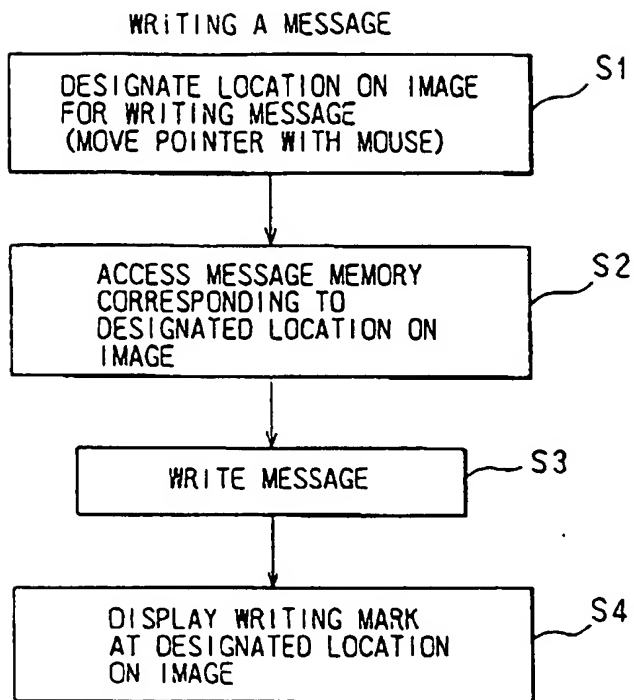 WRITING A MESSAGE
S1
DESIGNATE LOCATION ON IMAGE
FOR WRITING MESSAGE
(MOVE POINTER WITH MOUSE)
S2
ACCESS MESSAGE MEMORY
CORRESPONDING TO
DESIGNATED LOCATION ON
IMAGE
S3
WRITE MESSAGE
S4
DISPLAY WRITING MARK
AT DESIGNATED LOCATION
ON IMAGE